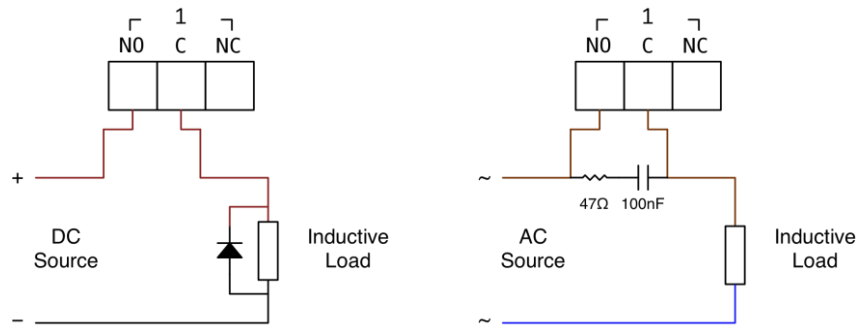 1
NO C NC
+
DC
Source
Inductive
Load
−
1
NO C NC
~
47Ω 100nF
AC
Source
Inductive
Load
~